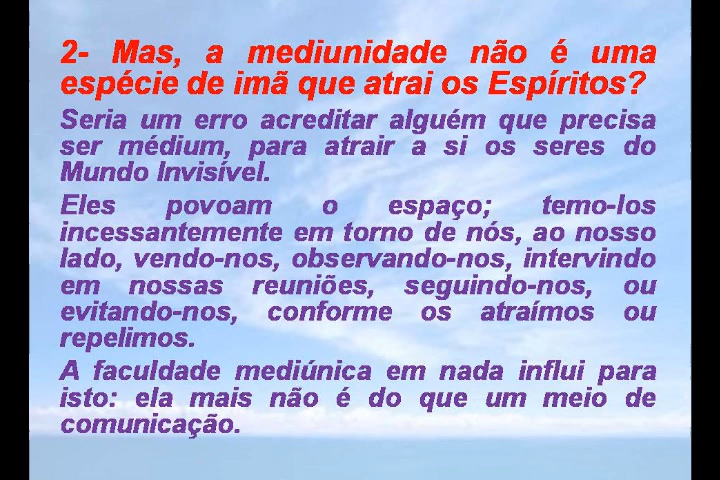 2- Mas, a mediunidade não é uma
espécie de imã que atrai os Espíritos?
Seria um erro acreditar alguém que precisa
ser médium, para atrair a si os seres do
Mundo Invisível.
Eles povoam o espaço; temo-los
incessantemente em torno de nós, ao nosso
lado, vendo-nos, observando-nos, intervindo
em nossas reuniões, seguindo-nos, ou
evitando-nos, conforme os atraímos ou
repelimos.
A faculdade mediúnica em nada influi para
isto: ela mais não é do que um meio de
comunicação.